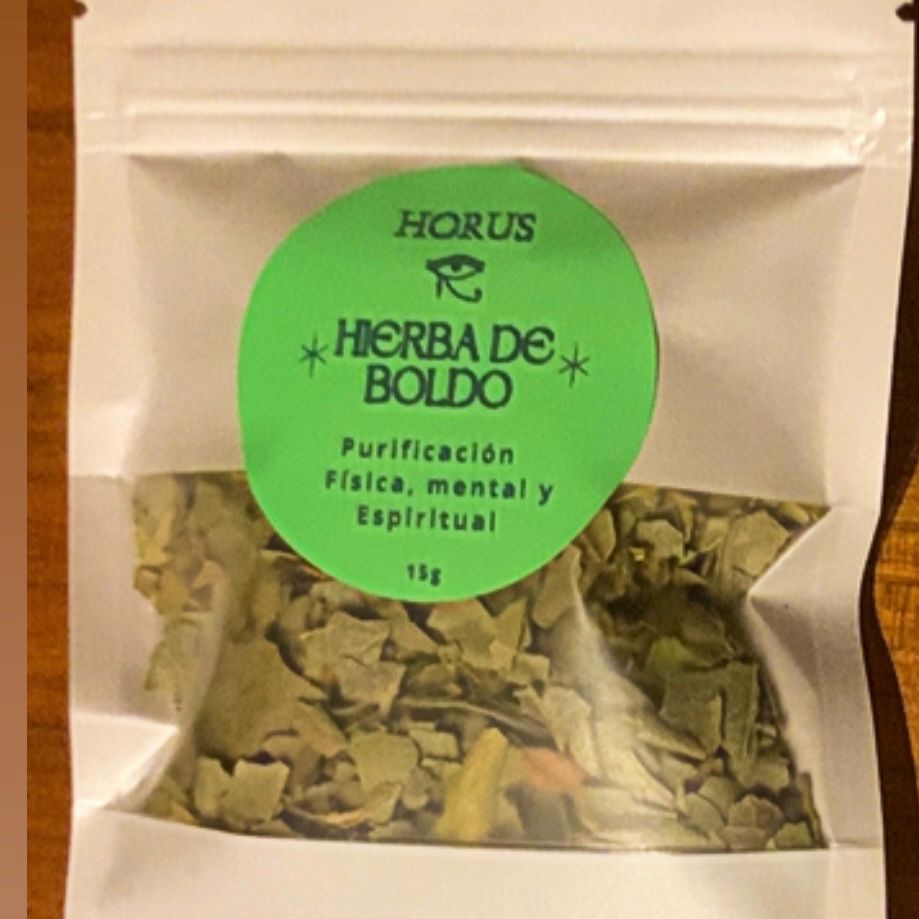 HORUS
HIERBA DE
BOLDO
Purificación
Física, mental y
Espiritual
15g